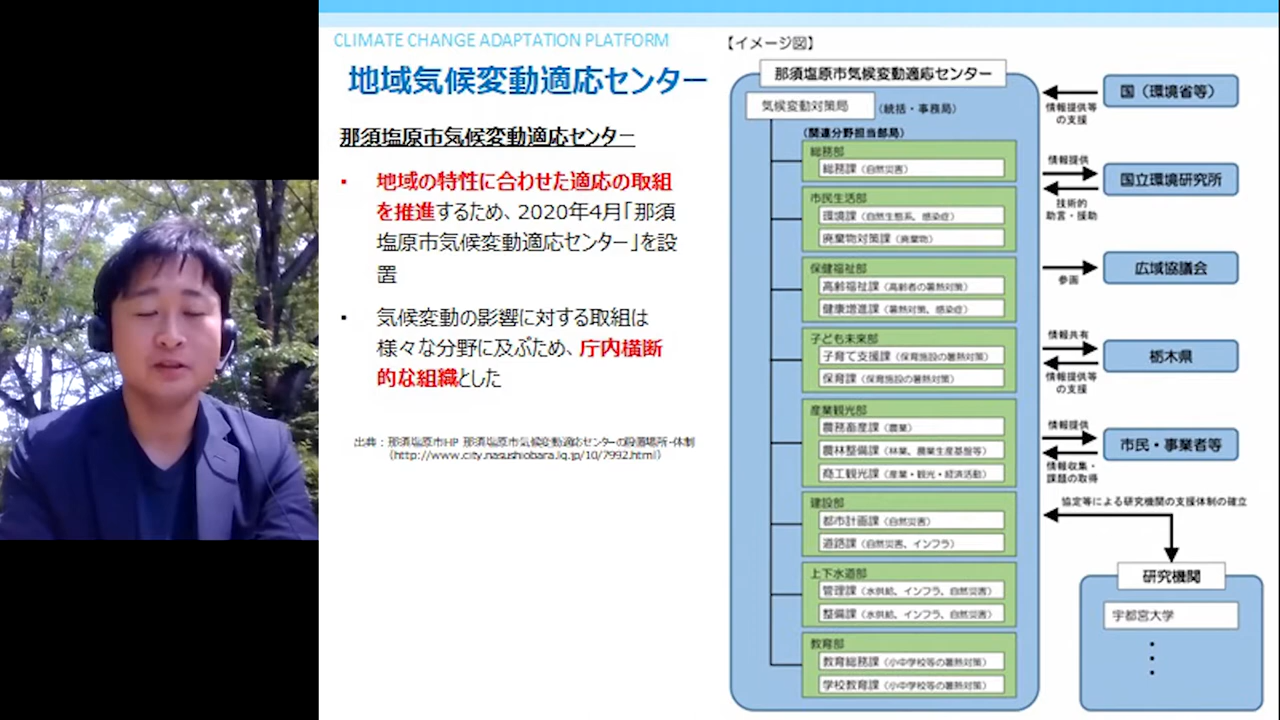 CLIMATE CHANGE ADAPTATION PLATFORM
地域気候変動適応センター
那須塩原市気候変動適応センター
・ 地域の特性に合わせた適応の取組
を推進するため、2020年4月「那須
塩原市気候変動適応センター」を設
置
・ 気候変動の影響に対する取組は
様々な分野に及ぶため、庁内横断
的な組織とした
出典：那須塩原市HP 那須塩原市気候変動適応センターの設置場所・体制
（http://www.city.nasushiobara.lg.jp/10/7992.html）
【イメージ図】
那須塩原市気候変動適応センター
気候変動対策局 （統括・事務局）
（関連分野担当部局）
総務部
総務課（自然災害）
市民生活部
環境課（自然生態系、感染症）
廃棄物対策課（廃棄物）
保健福祉部
高齢福祉課（高齢者の暑熱対策）
健康増進課（暑熱対策、感染症）
子ども未来部
子育て支援課（保育施設の暑熱対策）
保育課（保育施設の暑熱対策）
産業観光部
農務畜産課（農業）
農林整備課（林業、農業生産基盤等）
商工観光課（産業・観光・経済活動）
建設部
都市計画課（自然災害）
道路課（自然災害、インフラ）
上下水道部
管理課（水供給、インフラ、自然災害）
整備課（水供給、インフラ、自然災害）
教育部
教育総務課（小中学校等の暑熱対策）
学校教育課（小中学校等の暑熱対策）
国（環境省等）
情報提供等
の支援
情報提供
国立環境研究所
技術的
助言・援助
広域協議会
参画
情報共有
栃木県
情報提供等
の支援
情報提供
市民・事業者等
情報収集・
課題の取得
協定等による研究機関の支援体制の確立
研究機関
宇都宮大学